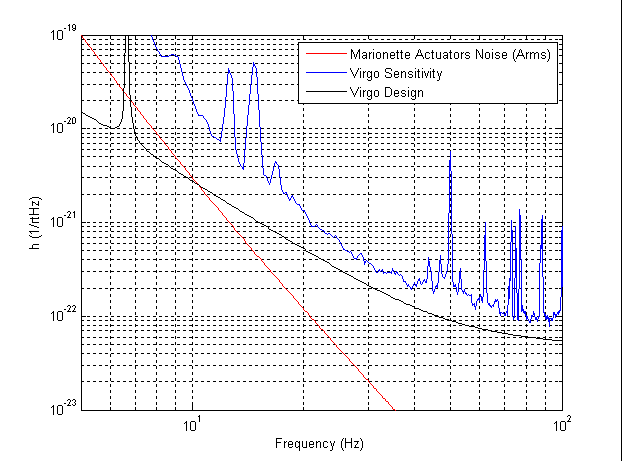 10^-19
10^-20
10^-21
10^-22
10^-23
h (1/rtHz)
Marionette Actuators Noise (Arms)
Virgo Sensitivity
Virgo Design
10^1
10^2
Frequency (Hz)